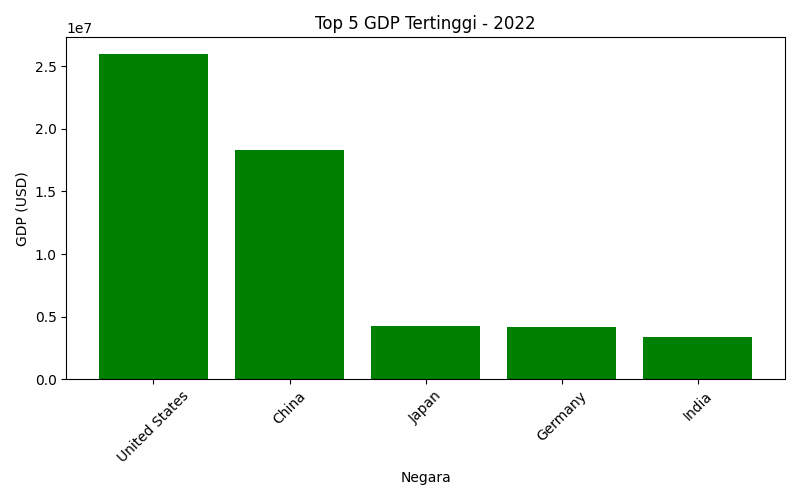 Top 5 GDP Tertinggi - 2022
1e7
2.5
2.0
1.5
1.0
0.5
0.0
GDP (USD)
United States
China
Japan
Germany
India
Negara